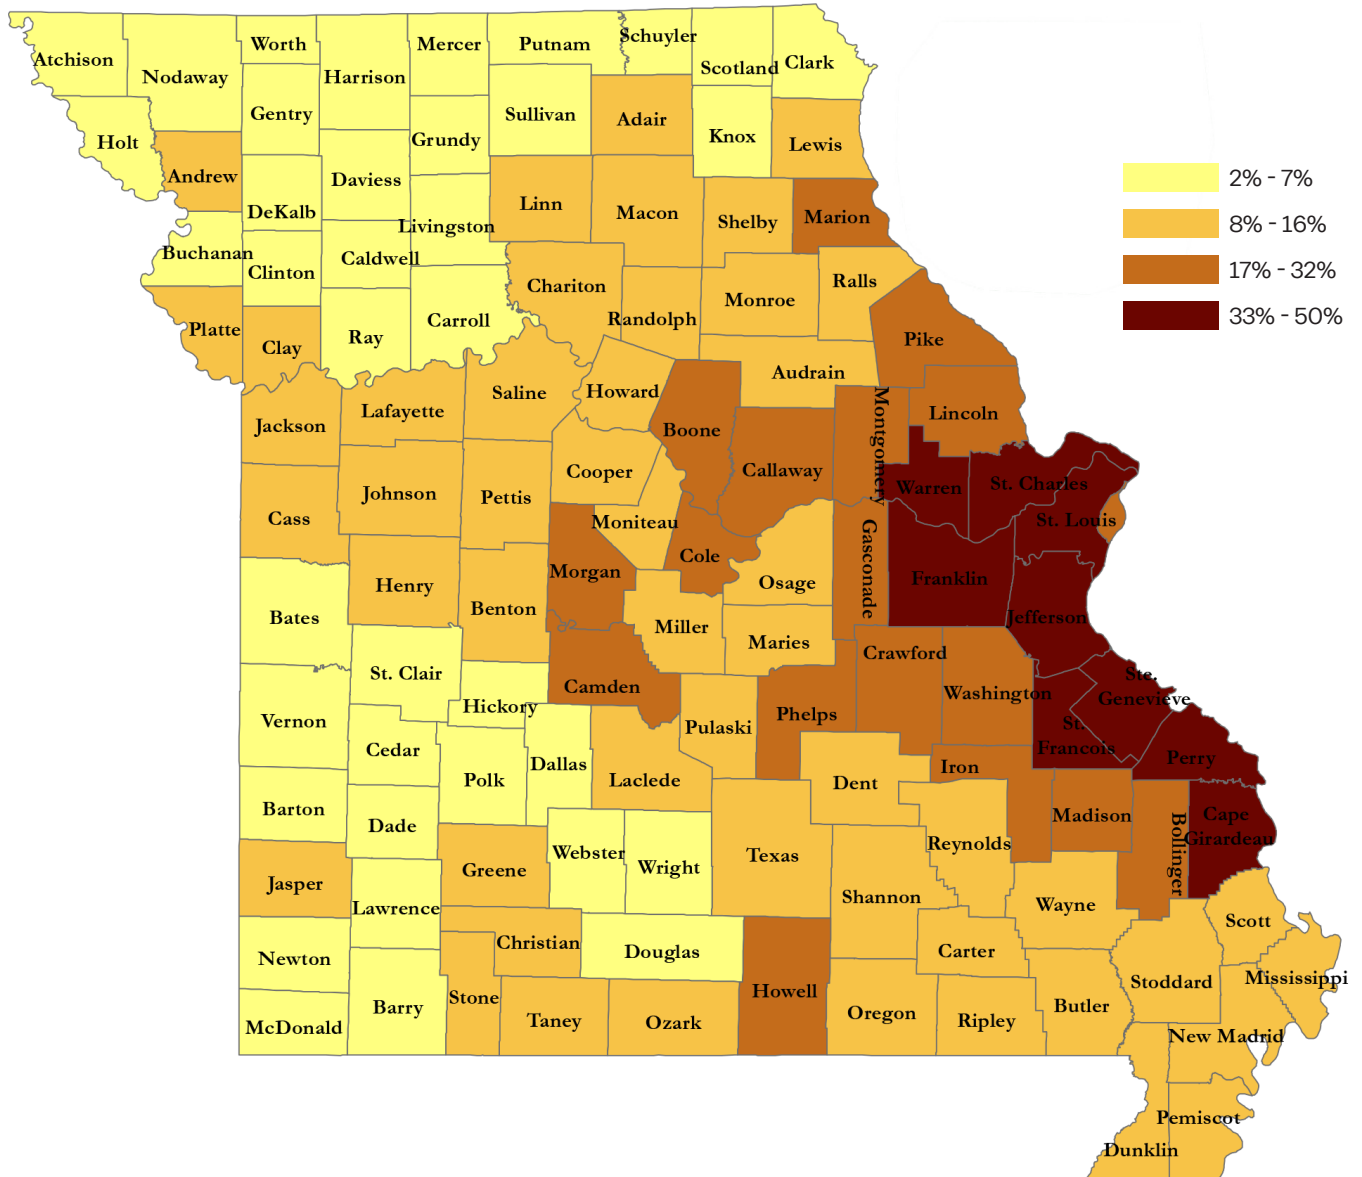 Atchison
Nodaway
Worth
Harrison
Mercer
Putnam
Schuyler
Scotland
Clark
Gentry
Sullivan
Adair
Knox
Lewis
Holt
Andrew
DeKalb
Daviess
Grundy
Livingston
Linn
Macon
Shelby
Marion
Buchanan
Clinton
Caldwell
Chariton
Randolph
Monroe
Ralls
Platte
Clay
Ray
Carroll
Pike
2% - 7%
8% - 16%
17% - 32%
33% - 50%
Jackson
Lafayette
Saline
Howard
Boone
Audrain
Montgomery
Lincoln
Cass
Johnson
Pettis
Cooper
Moniteau
Callaway
Warren
St. Charles
St. Louis
Bates
Henry
Benton
Morgan
Cole
Osage
Gasconade
Franklin
Jefferson
Miller
Maries
Vernon
St. Clair
Hickory
Camden
Pulaski
Phelps
Crawford
Washington
St.
Francois
Ste.
Genevieve
Perry
Cedar
Polk
Dallas
Laclede
Dent
Iron
Barton
Dade
Webster
Wright
Texas
Reynolds
Madison
Bollinger
Cape
Girardeau
Jasper
Greene
Lawrence
Christian
Douglas
Shannon
Wayne
Carter
Scott
Newton
McDonald
Barry
Stone
Taney
Ozark
Howell
Oregon
Ripley
Butler
Stoddard
Mississippi
New Madrid
Pemiscot
Dunklin